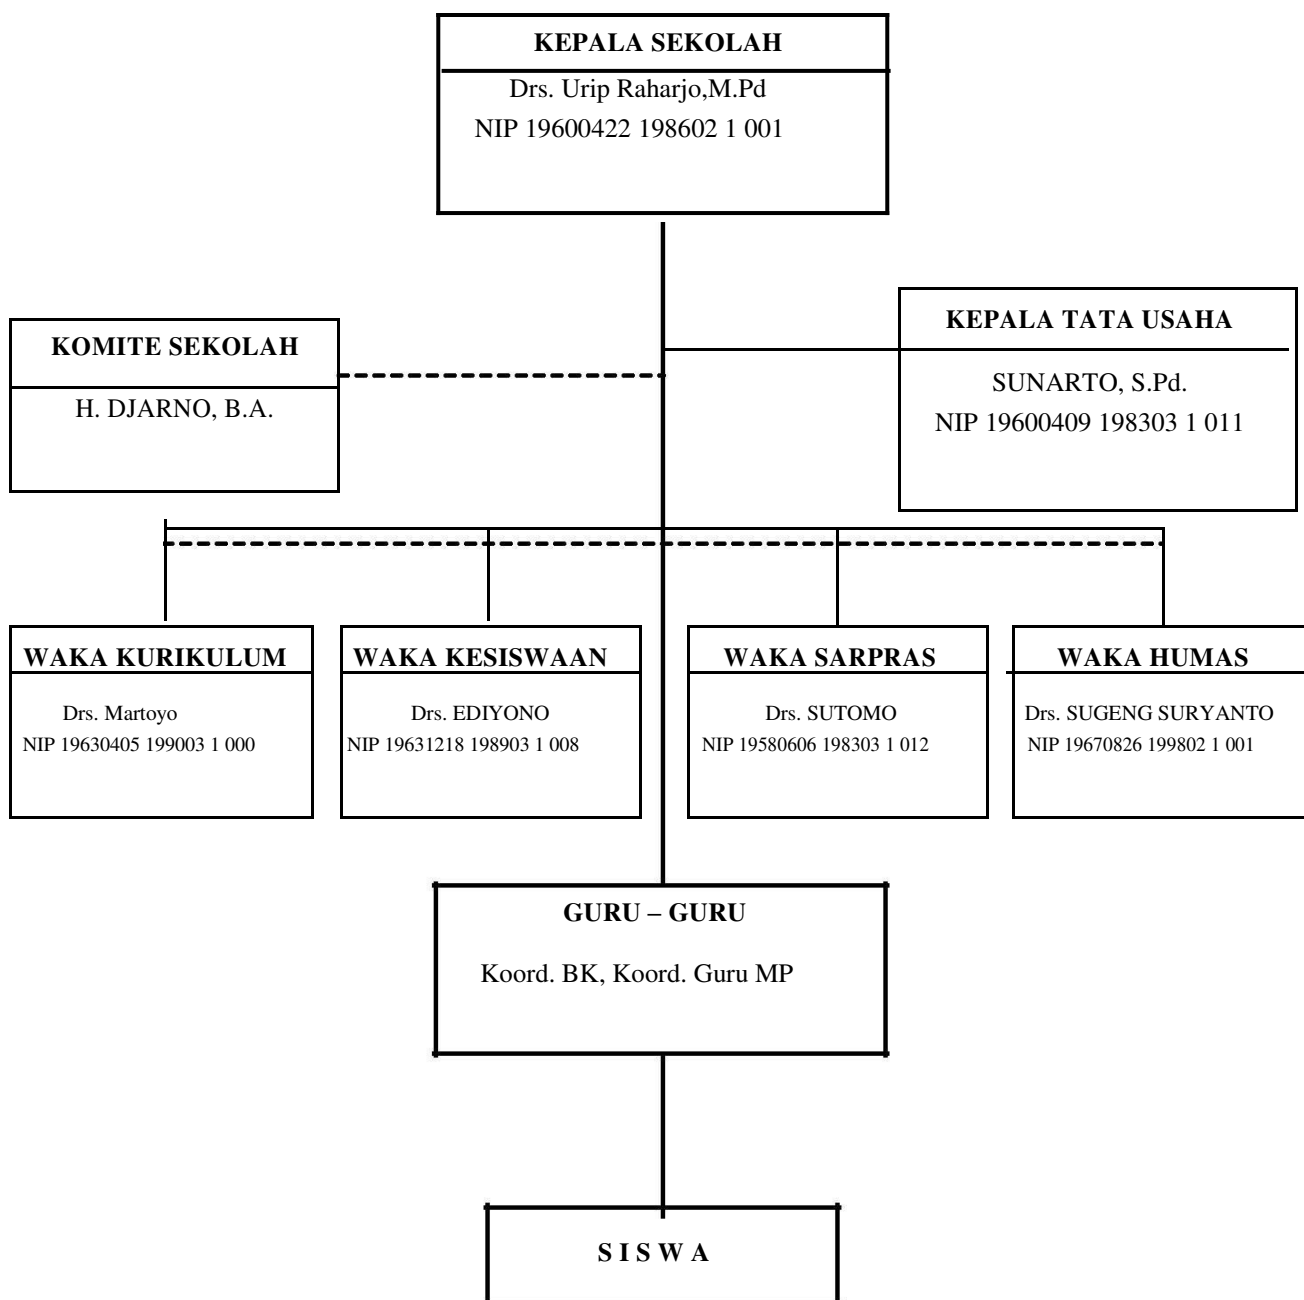 KEPALA SEKOLAH
Drs. Urip Raharjo,M.Pd
NIP 19600422 198602 1 001
KOMITE SEKOLAH
H. DJARNO, B.A.
KEPALA TATA USAHA
SUNARTO, S.Pd.
NIP 19600409 198303 1 011
WAKA KURIKULUM
Drs. Martoyo
NIP 19630405 199003 1 000
WAKA KESISWAAN
Drs. EDIYONO
NIP 19631218 198903 1 008
WAKA SARPRAS
Drs. SUTOMO
NIP 19580606 198303 1 012
WAKA HUMAS
Drs. SUGENG SURYANTO
NIP 19670826 199802 1 001
GURU – GURU
Koord. BK, Koord. Guru MP
S I S W A